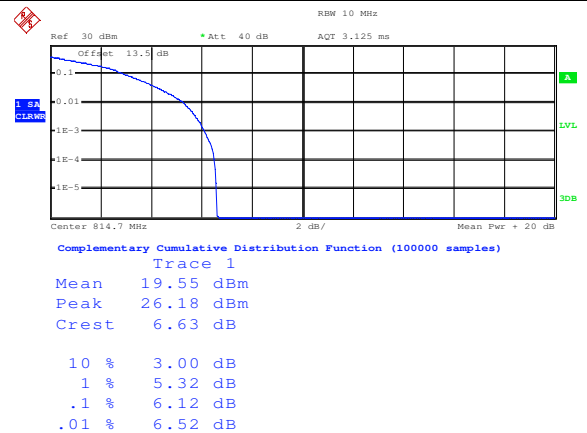 RBW 10 MHz
Ref 30 dBm * Att 40 dB AQT 3.125 ms
Offset 13.5 dB
0.1
A
0.01
1 SA
CLRWR
1E-3
LVL
1E-4
1E-5
3DB
Center 814.7 MHz 2 dB/ Mean Pwr + 20 dB
Complementary Cumulative Distribution Function (100000 samples)
Trace 1
Mean 19.55 dBm
Peak 26.18 dBm
Crest 6.63 dB
10 % 3.00 dB
1 % 5.32 dB
.1 % 6.12 dB
.01 % 6.52 dB